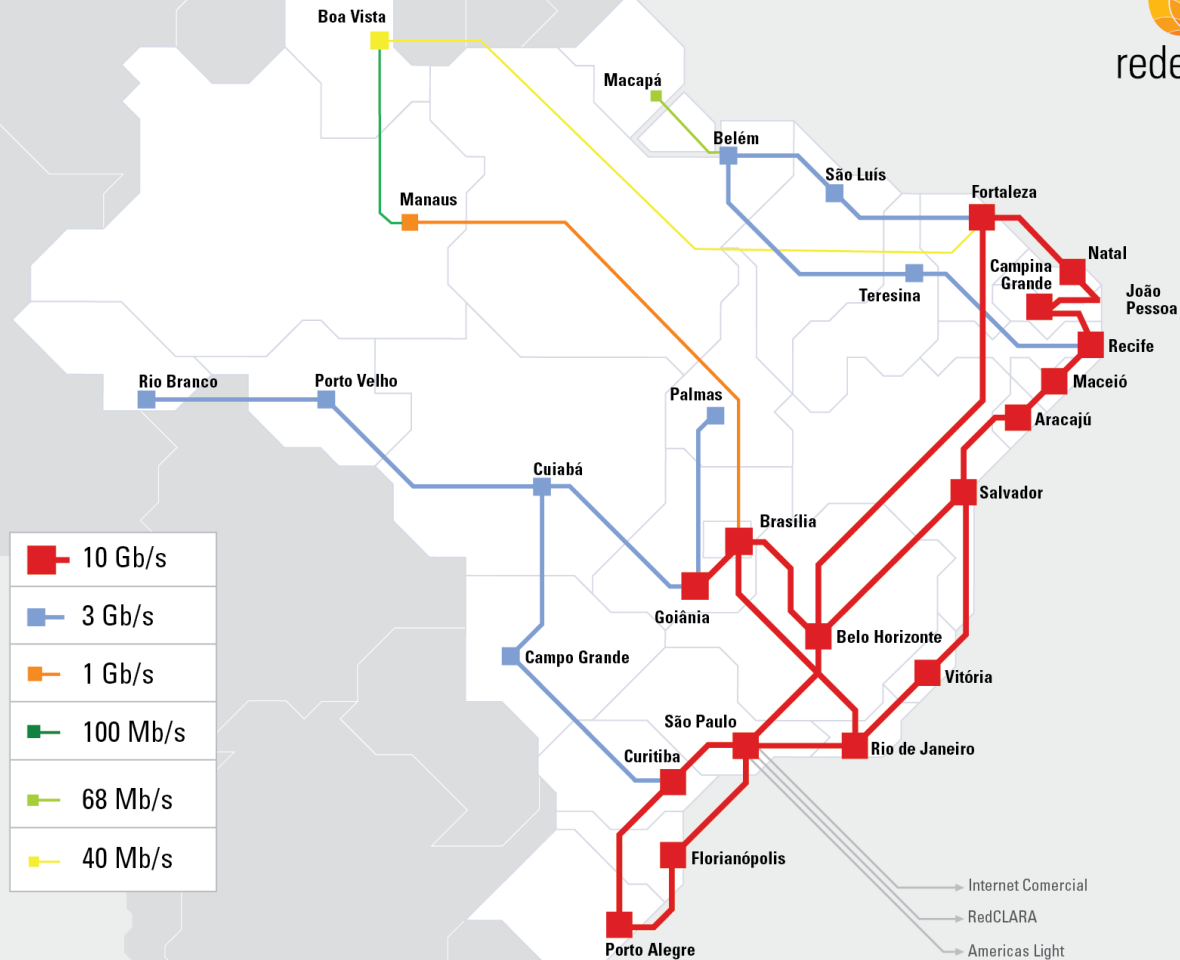 Boa Vista
rede
Macapá
Belém
São Luís
Manaus
Fortaleza
Natal
Campina
Grande
João
Pessoa
Teresina
Recife
Rio Branco
Porto Velho
Maceió
Palmas
Aracajú
Cuiabá
Salvador
Brasília
10 Gb/s
3 Gb/s
1 Gb/s
100 Mb/s
68 Mb/s
40 Mb/s
Goiânia
Belo Horizonte
Campo Grande
Vitória
São Paulo
Rio de Janeiro
Curitiba
Florianópolis
Porto Alegre
Internet Comercial
RedCLARA
Americas Light